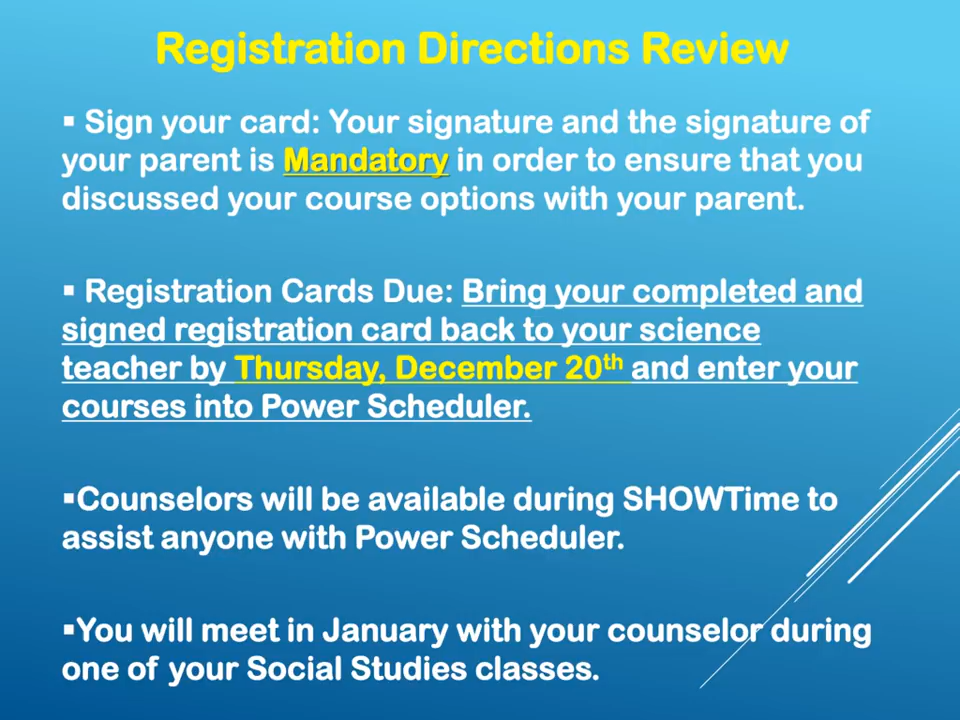 Registration Directions Review
▪ Sign your card: Your signature and the signature of
your parent is Mandatory in order to ensure that you
discussed your course options with your parent.
▪ Registration Cards Due: Bring your completed and
signed registration card back to your science
teacher by Thursday, December 20th and enter your
courses into Power Scheduler.
▪Counselors will be available during SHOWTime to
assist anyone with Power Scheduler.
▪You will meet in January with your counselor during
one of your Social Studies classes.